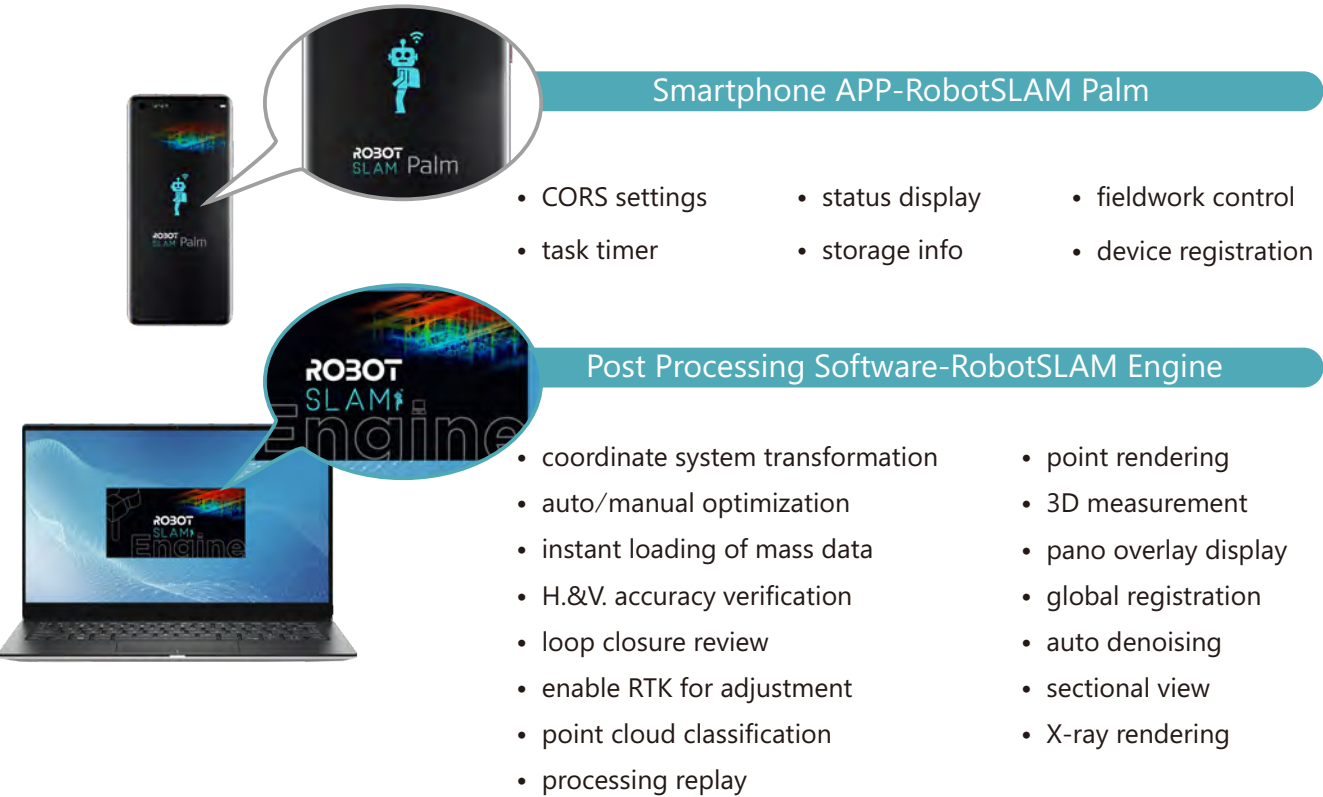 ROBOT
SLAM Palm
Smartphone APP-RobotSLAM Palm
ROBOT
SLAM Palm
• CORS settings
• status display
• fieldwork control
• task timer
• storage info
• device registration
ROBOT
SLAM
Engine
Post Processing Software-RobotSLAM Engine
ROBOT
SLAM
Engine
• coordinate system transformation
• auto/manual optimization
• instant loading of mass data
• H.&V. accuracy verification
• loop closure review
• enable RTK for adjustment
• point cloud classification
• processing replay
• point rendering
• 3D measurement
• pano overlay display
• global registration
• auto denoising
• sectional view
• X-ray rendering